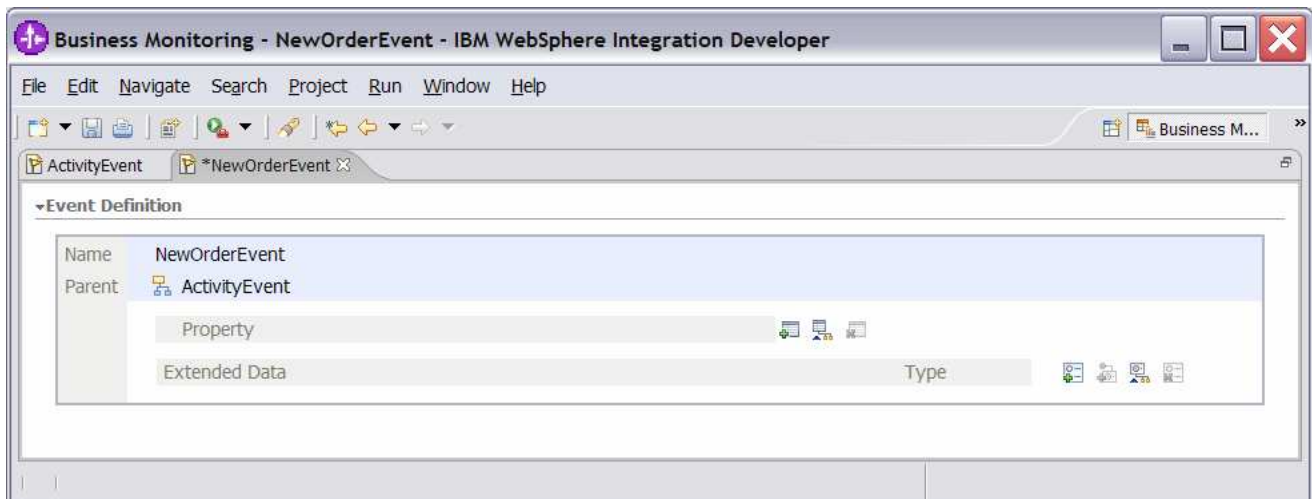 Business Monitoring - NewOrderEvent - IBM WebSphere Integration Developer
File Edit Navigate Search Project Run Window Help
Business M... »
ActivityEvent *NewOrderEvent
Event Definition
Name NewOrderEvent
Parent ActivityEvent
Property
Extended Data Type